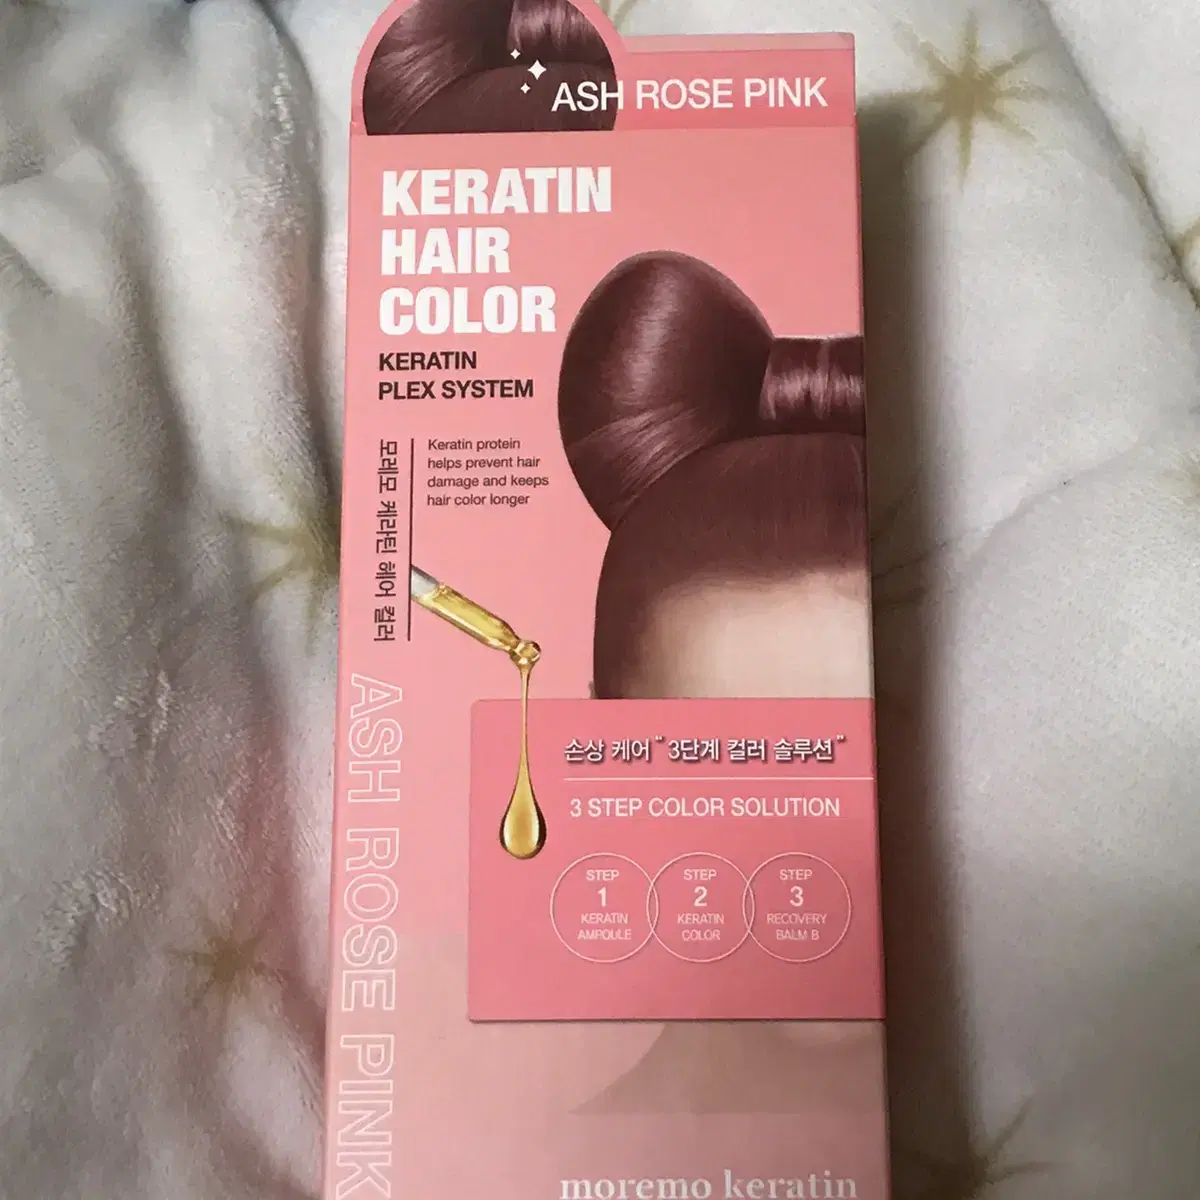 ASH ROSE PINK
KERATIN
HAIR
COLOR
KERATIN
PLEX SYSTEM
Keratin protein
helps prevent hair
damage and keeps
hair color longer
모레모 케라틴 헤어 컬러
ASH ROSE PINK
손상 케어 “3단계 컬러 솔루션”
3 STEP COLOR SOLUTION
STEP
1
KERATIN
AMPOULE
STEP
2
KERATIN
COLOR
STEP
3
RECOVERY
BALM B
moremo keratin